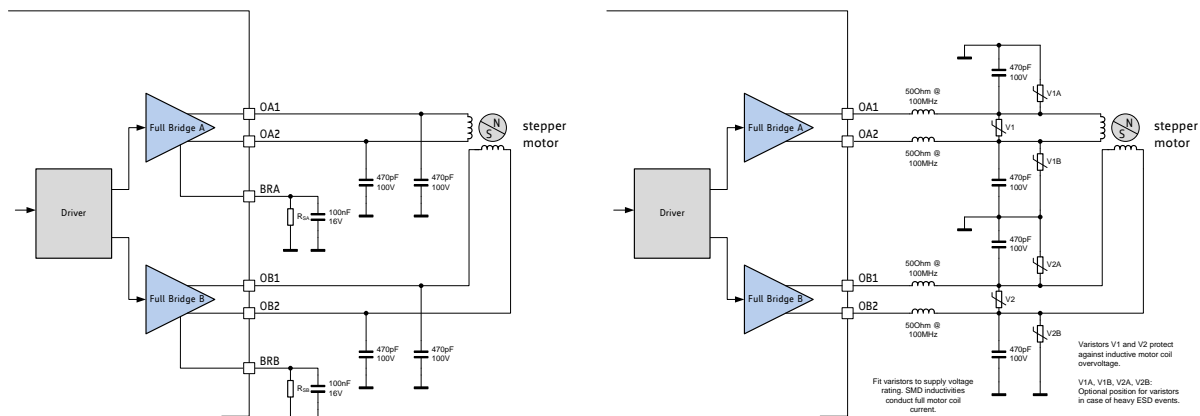 OA1
Full Bridge A
OA2
N
S
stepper
motor
470pF
100V
470pF
100V
BRA
Driver
RSA
100nF
16V
OB1
Full Bridge B
OB2
470pF
100V
470pF
100V
BRB
RSB
100nF
16V
470pF
100V
V1A
50Ohm @
100MHz
OA1
Full Bridge A
V1
OA2
N
S
stepper
motor
50Ohm @
100MHz
V1B
470pF
100V
Driver
470pF
100V
50Ohm @
100MHz
V2A
OB1
Full Bridge B
V2
OB2
50Ohm @
100MHz
V2B
470pF
100V
Varistors V1 and V2 protect
against inductive motor coil
overvoltage.
V1A, V1B, V2A, V2B:
Optional position for varistors
in case of heavy ESD events.
Fit varistors to supply voltage
rating. SMD inductivities
conduct full motor coil
current.